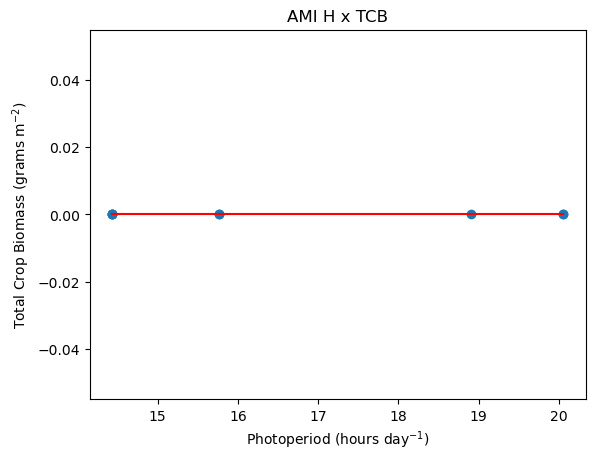 AMI H x TCB
Total Crop Biomass (grams m⁻²)
0.04
0.02
0.00
−0.02
−0.04
15 16 17 18 19 20
Photoperiod (hours day⁻¹)